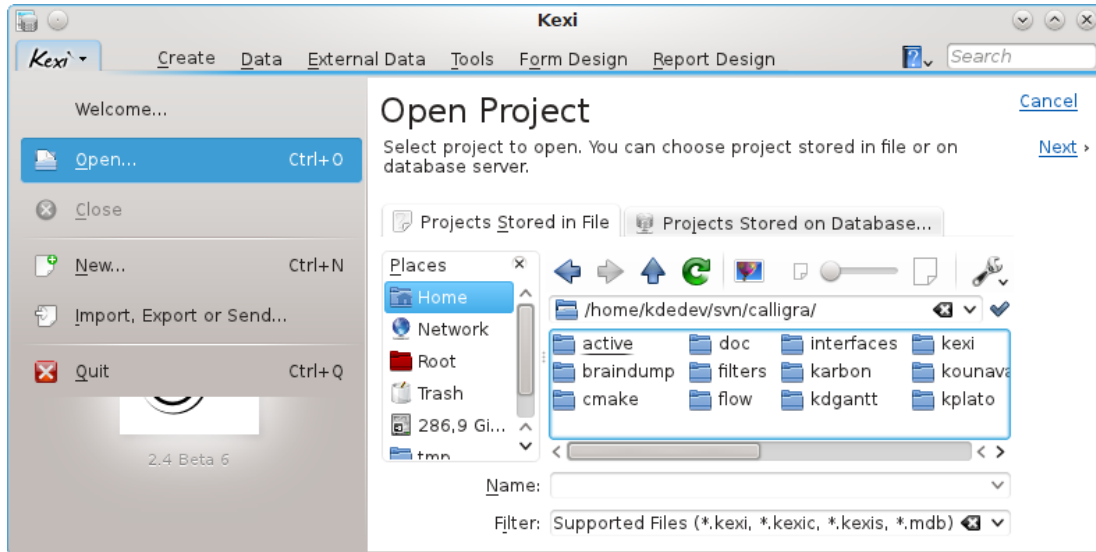 Kexi
Kexi Create Data External Data Tools Form Design Report Design ? Search
Welcome...
Open... Ctrl+O
Close
New... Ctrl+N
Import, Export or Send...
Quit Ctrl+Q
2.4 Beta 6
Open Project
Cancel
Select project to open. You can choose project stored in file or on
database server.
Next ›
Projects Stored in File Projects Stored on Database...
Places
Home
Network
Root
Trash
286,9 Gi...
tmp
/home/kdedev/svn/calligra/
active doc interfaces kexi
braindump filters karbon kounava
cmake flow kdgantt kplato
Name:
Filter: Supported Files (*.kexi, *.kexic, *.kexis, *.mdb)